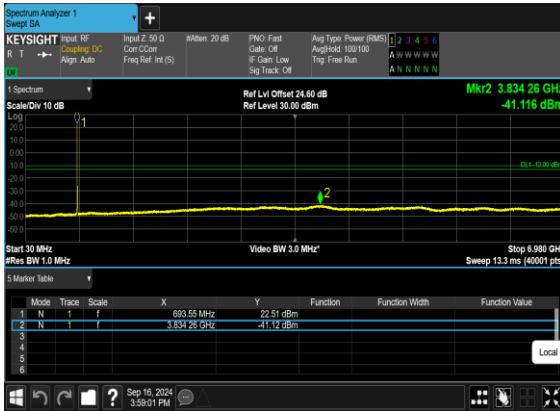 Spectrum Analyzer 1
Swept SA
+
KEYSIGHT Input: RF Input Z: 50 Ω #Atten: 20 dB PNO: Fast Avg Type: Power (RMS) 1 2 3 4 5 6
R T Coupling: DC Corr CCorr Gate: Off Avg|Hold: 100/100 A W W W W W
Align: Auto Freq Ref: Int (S) IF Gain: Low Trig: Free Run
LXI Sig Track: Off A N N N N N
1 Spectrum Ref Lvl Offset 24.60 dB Mkr2 3.834 26 GHz
Scale/Div 10 dB Ref Level 30.00 dBm -41.116 dBm
Log
1
20.0
10.0
0.00
-10.0 DL1 -13.00 dBm
-20.0
-30.0
2
-40.0
-50.0
-60.0
Start 30 MHz Video BW 3.0 MHz* Stop 6.980 GH
#Res BW 1.0 MHz Sweep 13.3 ms (40001 pts
5 Marker Table
Mode Trace Scale X Y Function Function Width Function Value
1 N 1 f 693.55 MHz 22.51 dBm
2 N 1 f 3.834 26 GHz -41.12 dBm
3
4
5
6
Local
? Sep 16, 2024
3:59:01 PM